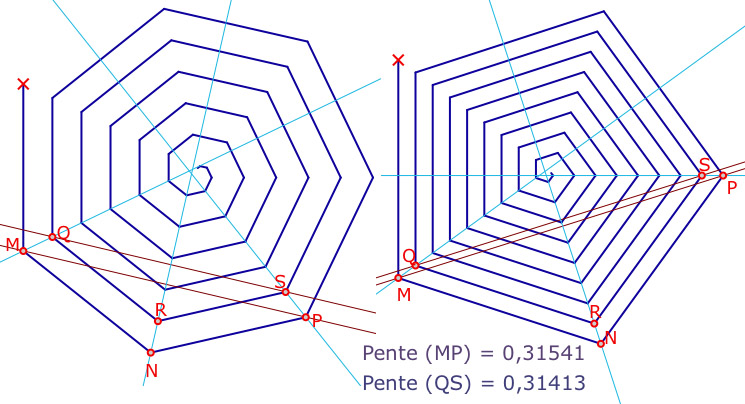 M
Q
R
N
S
P
S
P
Q
M
R
N
Pente (MP) = 0,31541
Pente (QS) = 0,31413